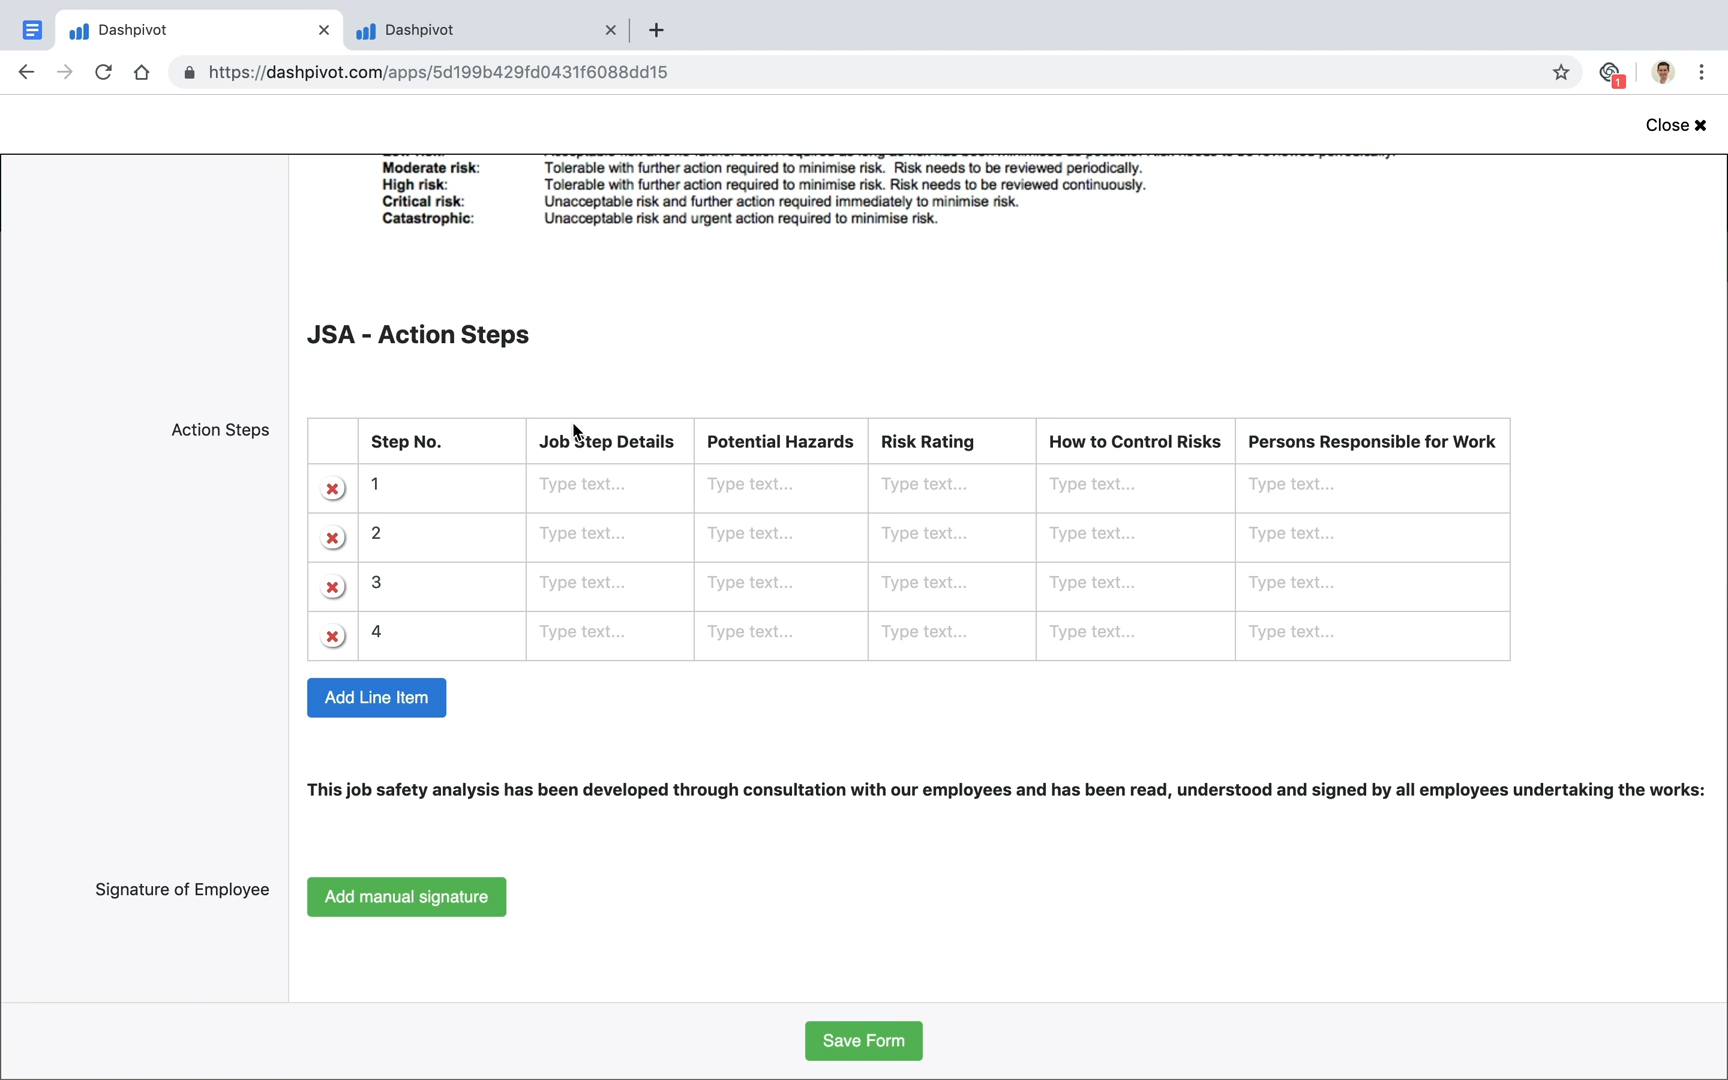 Dashpivot
Dashpivot
https://dashpivot.com/apps/5d199b429fd0431f6088dd15
1
Close
Moderate risk: Tolerable with further action required to minimise risk. Risk needs to be reviewed periodically.
High risk: Tolerable with further action required to minimise risk. Risk needs to be reviewed continuously.
Critical risk: Unacceptable risk and further action required immediately to minimise risk.
Catastrophic: Unacceptable risk and urgent action required to minimise risk.
JSA - Action Steps
Action Steps
Step No. Job Step Details Potential Hazards Risk Rating How to Control Risks Persons Responsible for Work
1 Type text... Type text... Type text... Type text... Type text...
2 Type text... Type text... Type text... Type text... Type text...
3 Type text... Type text... Type text... Type text... Type text...
4 Type text... Type text... Type text... Type text... Type text...
Add Line Item
This job safety analysis has been developed through consultation with our employees and has been read, understood and signed by all employees undertaking the works:
Signature of Employee
Add manual signature
Save Form